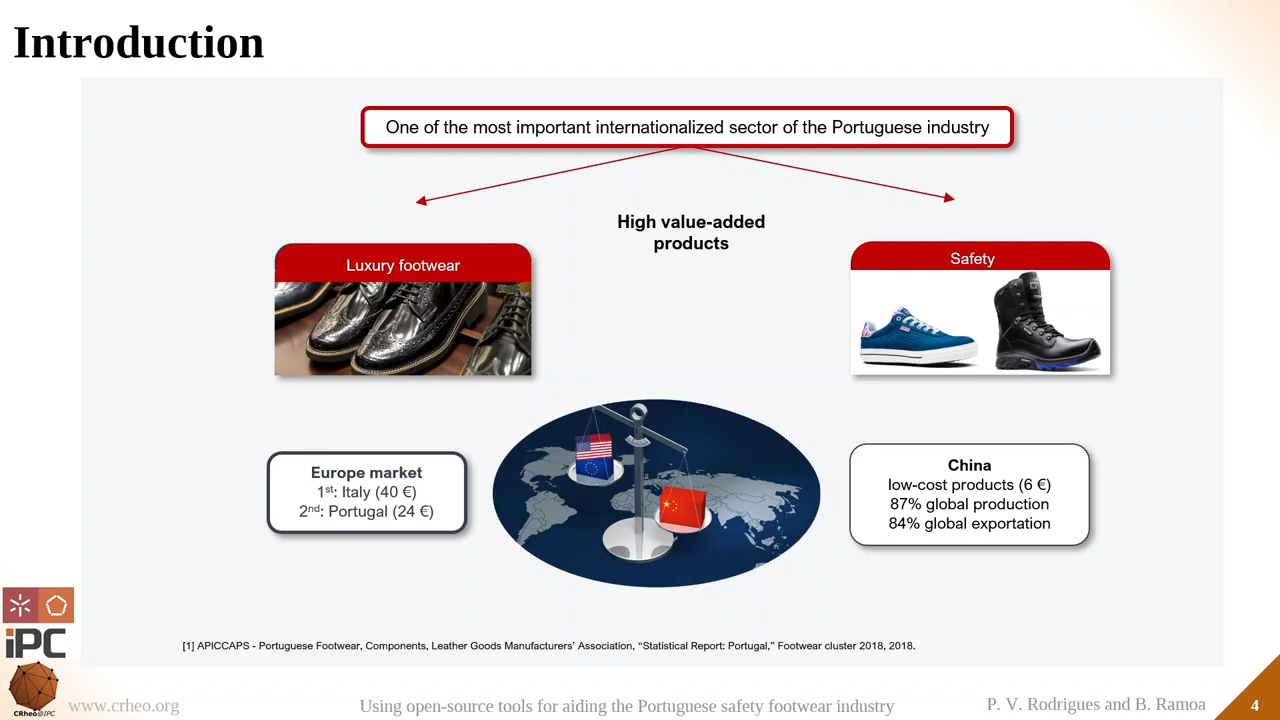 Introduction
One of the most important internationalized sector of the Portuguese industry
High value-added
products
Luxury footwear
Safety
Europe market
1st: Italy (40 €)
2nd: Portugal (24 €)
China
low-cost products (6 €)
87% global production
84% global exportation
[1] APICCAPS - Portuguese Footwear, Components, Leather Goods Manufacturers’ Association, “Statistical Report: Portugal,” Footwear cluster 2018, 2018.
iPC
CRheo@IPC
www.crheo.org
Using open-source tools for aiding the Portuguese safety footwear industry
P. V. Rodrigues and B. Ramoa
4